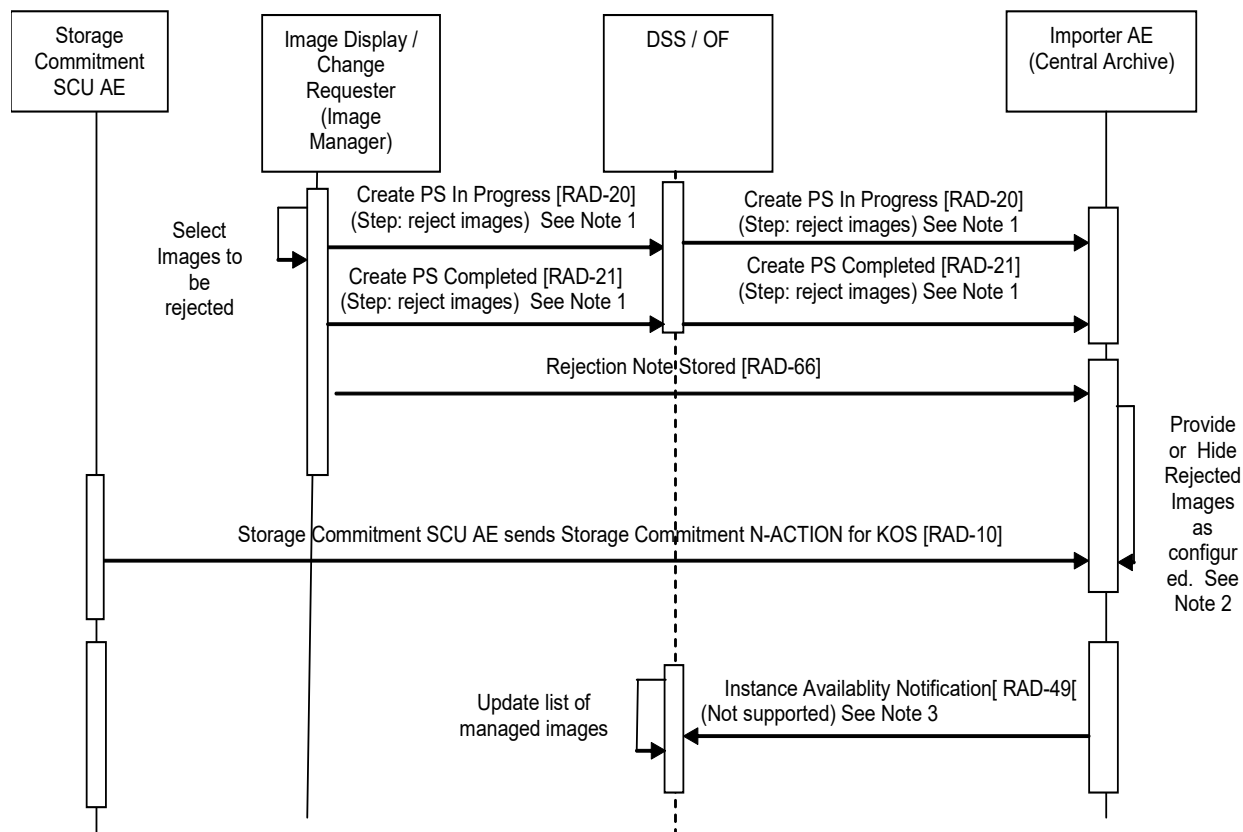 Storage
Commitment
SCU AE
Image Display /
Change
Requester
(Image
Manager)
DSS / OF
Importer AE
(Central Archive)
Select
Images to
be
rejected
Create PS In Progress [RAD-20]
(Step: reject images) See Note 1
Create PS In Progress [RAD-20]
(Step: reject images) See Note 1
Create PS Completed [RAD-21]
(Step: reject images) See Note 1
Create PS Completed [RAD-21]
(Step: reject images) See Note 1
Rejection Note Stored [RAD-66]
Provide
or Hide
Rejected
Images
as
configur
ed. See
Note 2
Storage Commitment SCU AE sends Storage Commitment N-ACTION for KOS [RAD-10]
Update list of
managed images
Instance Availablity Notification[ RAD-49[
(Not supported) See Note 3